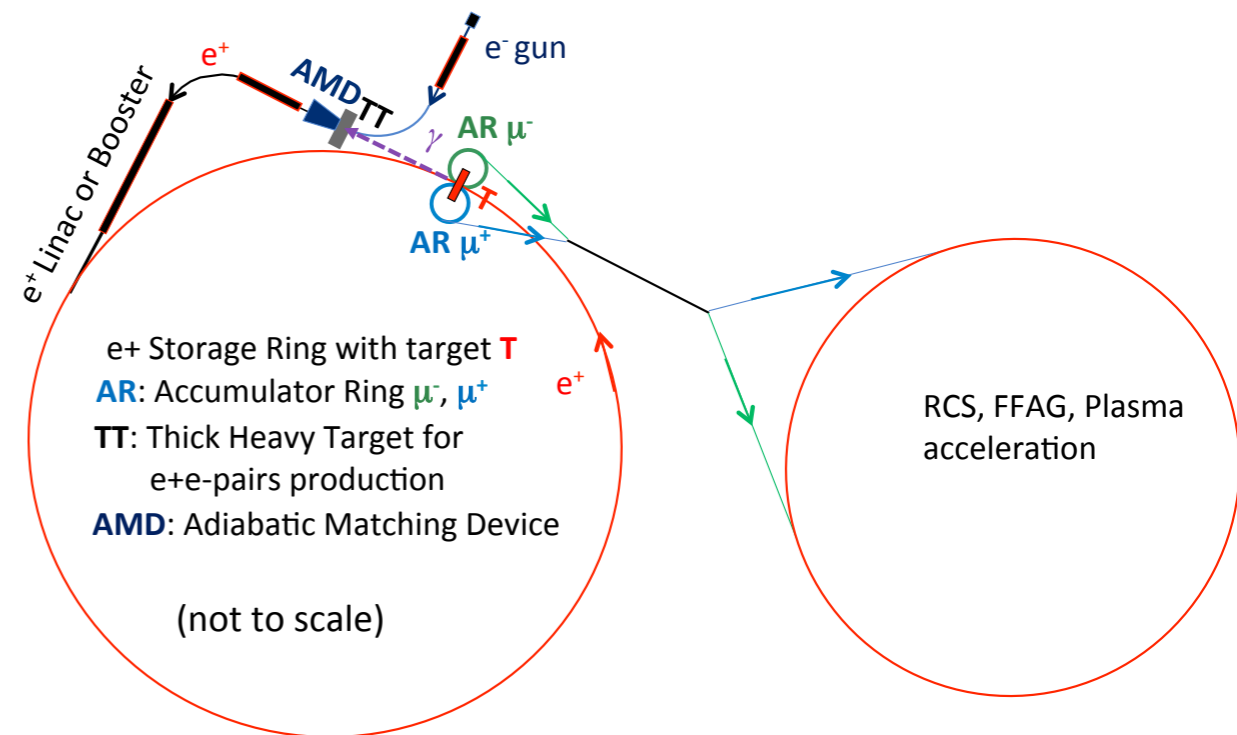 e⁺
AMD
TT
e⁻ gun
γ
AR μ⁻
T
AR μ⁺
e⁺ Linac or Booster
e+ Storage Ring with target T
AR: Accumulator Ring μ⁻, μ⁺
TT: Thick Heavy Target for
e+e-pairs production
AMD: Adiabatic Matching Device
(not to scale)
e⁺
RCS, FFAG, Plasma
acceleration